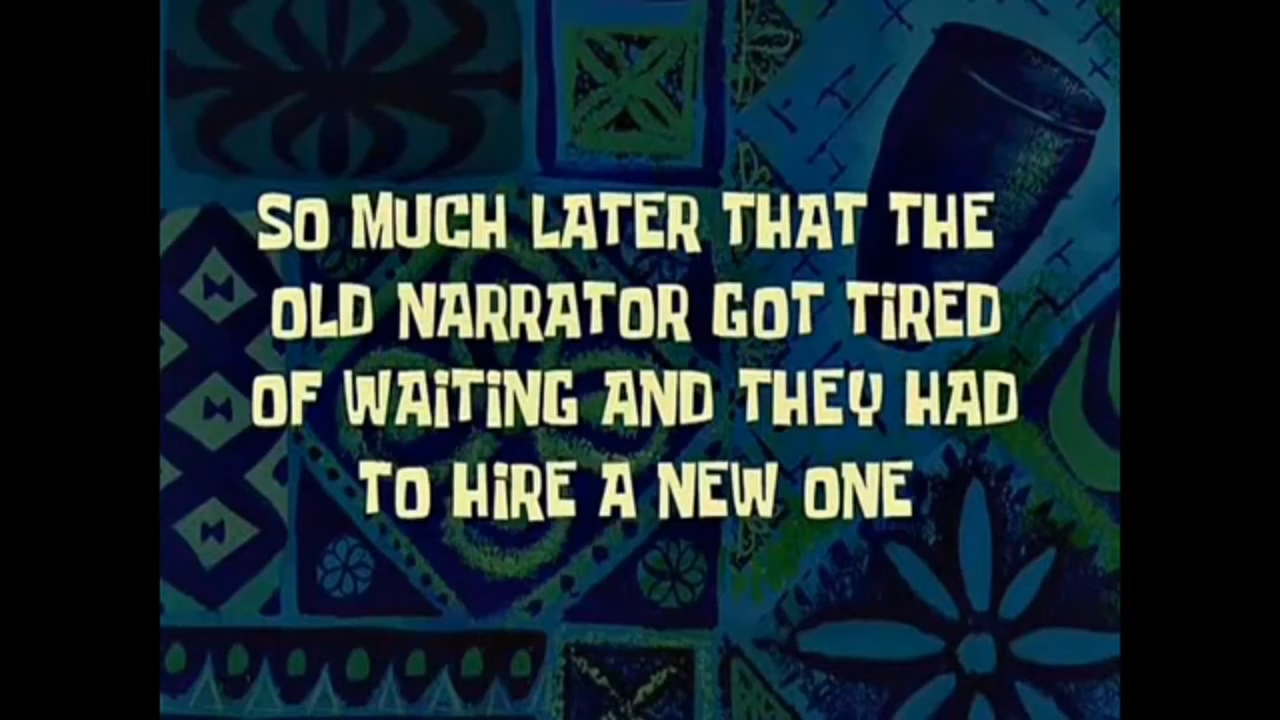 SO MUCH LATER THAT THE
OLD NARRATOR GOT TIRED
OF WAITING AND THEY HAD
TO HIRE A NEW ONE